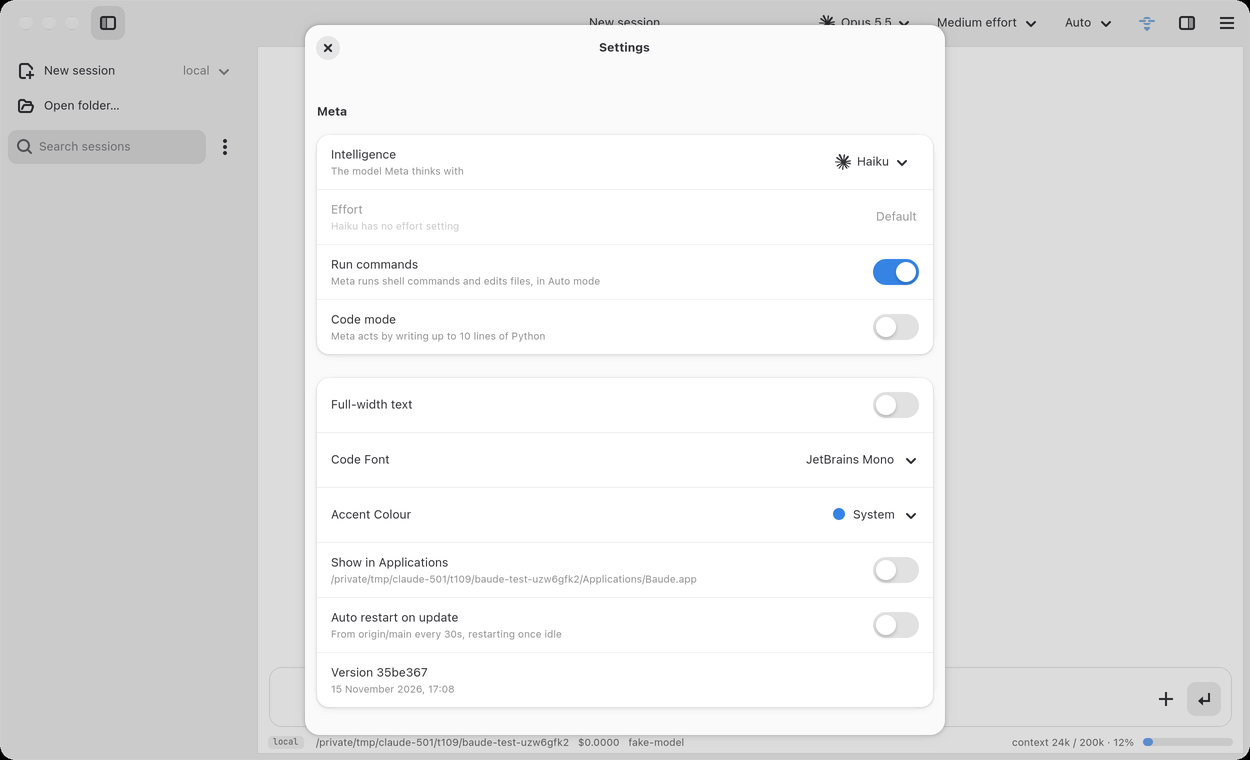 New session
Opus 5.5
Medium effort
Auto
New session
local
Open folder...
Search sessions
Settings
Meta
Intelligence
The model Meta thinks with
Haiku
Effort
Haiku has no effort setting
Default
Run commands
Meta runs shell commands and edits files, in Auto mode
Code mode
Meta acts by writing up to 10 lines of Python
Full-width text
Code Font
JetBrains Mono
Accent Colour
System
Show in Applications
/private/tmp/claude-501/t109/baude-test-uzw6gfk2/Applications/Baude.app
Auto restart on update
From origin/main every 30s, restarting once idle
Version 35be367
15 November 2026, 17:08
local
/private/tmp/claude-501/t109/baude-test-uzw6gfk2 $0.0000 fake-model
context 24k / 200k · 12%